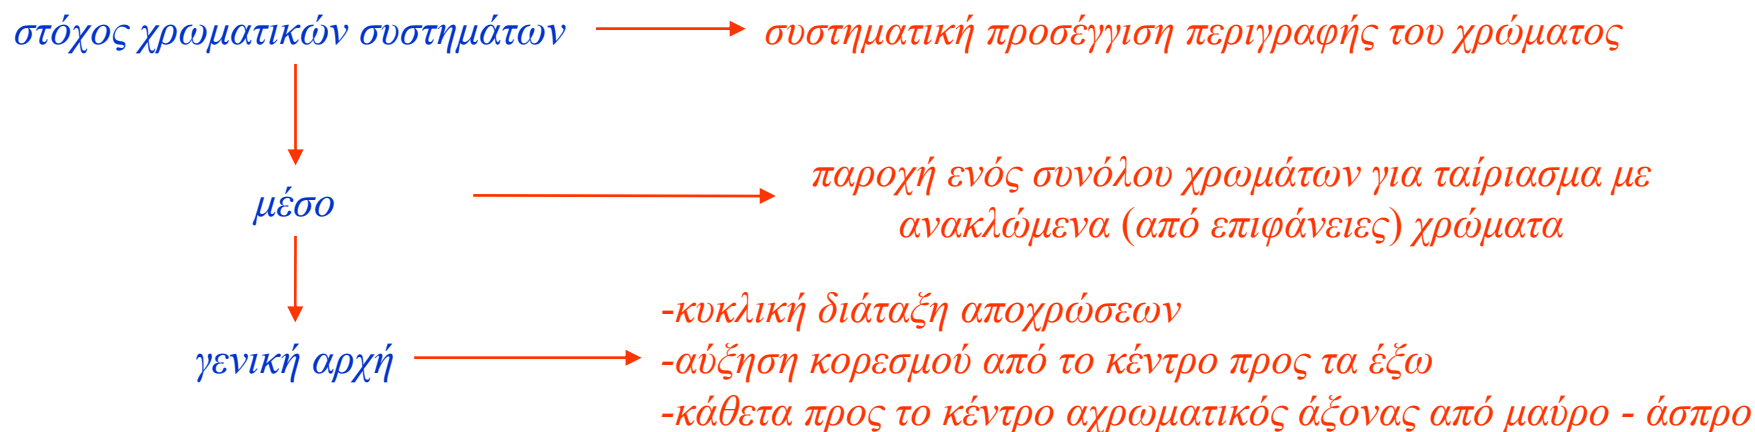 στόχος χρωματικών συστημάτων
συστηματική προσέγγιση περιγραφής του χρώματος
μέσο
παροχή ενός συνόλου χρωμάτων για ταίριασμα με
ανακλώμενα (από επιφάνειες) χρώματα
γενική αρχή
-κυκλική διάταξη αποχρώσεων
-αύξηση κορεσμού από το κέντρο προς τα έξω
-κάθετα προς το κέντρο αχρωματικός άξονας από μαύρο - άσπρο